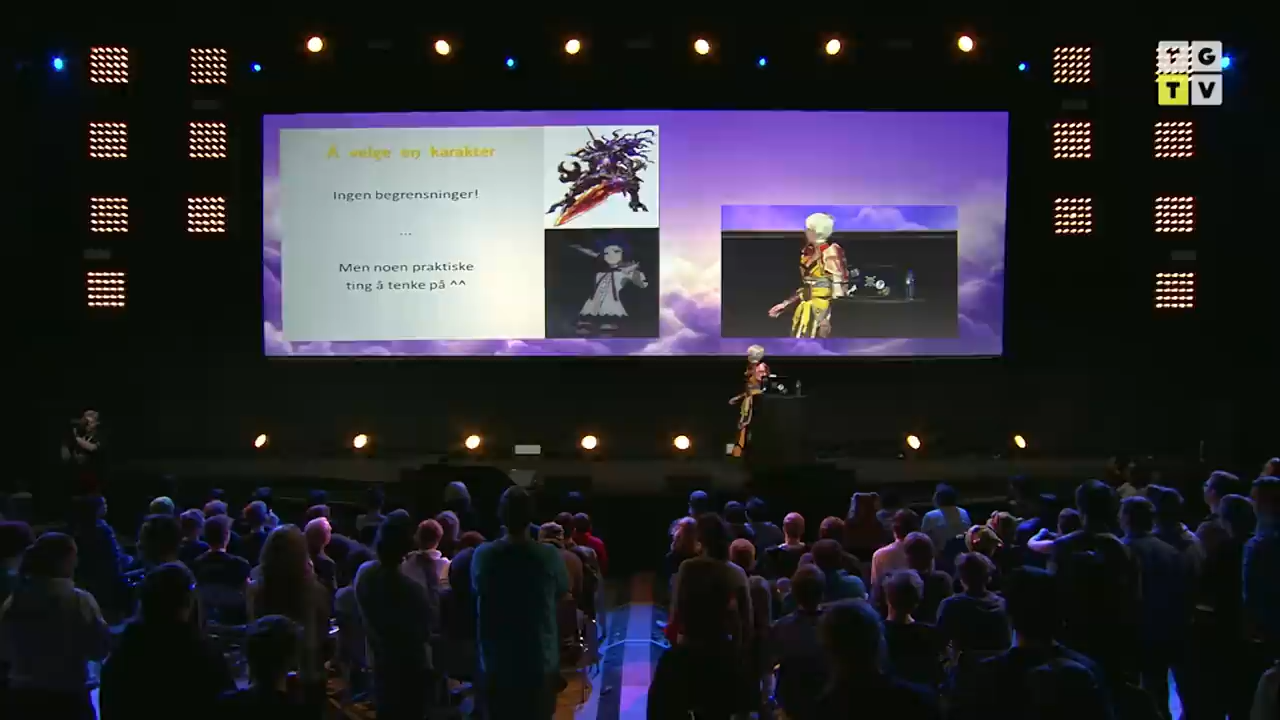 Å velge en karakter
Ingen begrensninger!
...
Men noen praktiske
ting å tenke på ^^
TG
TV